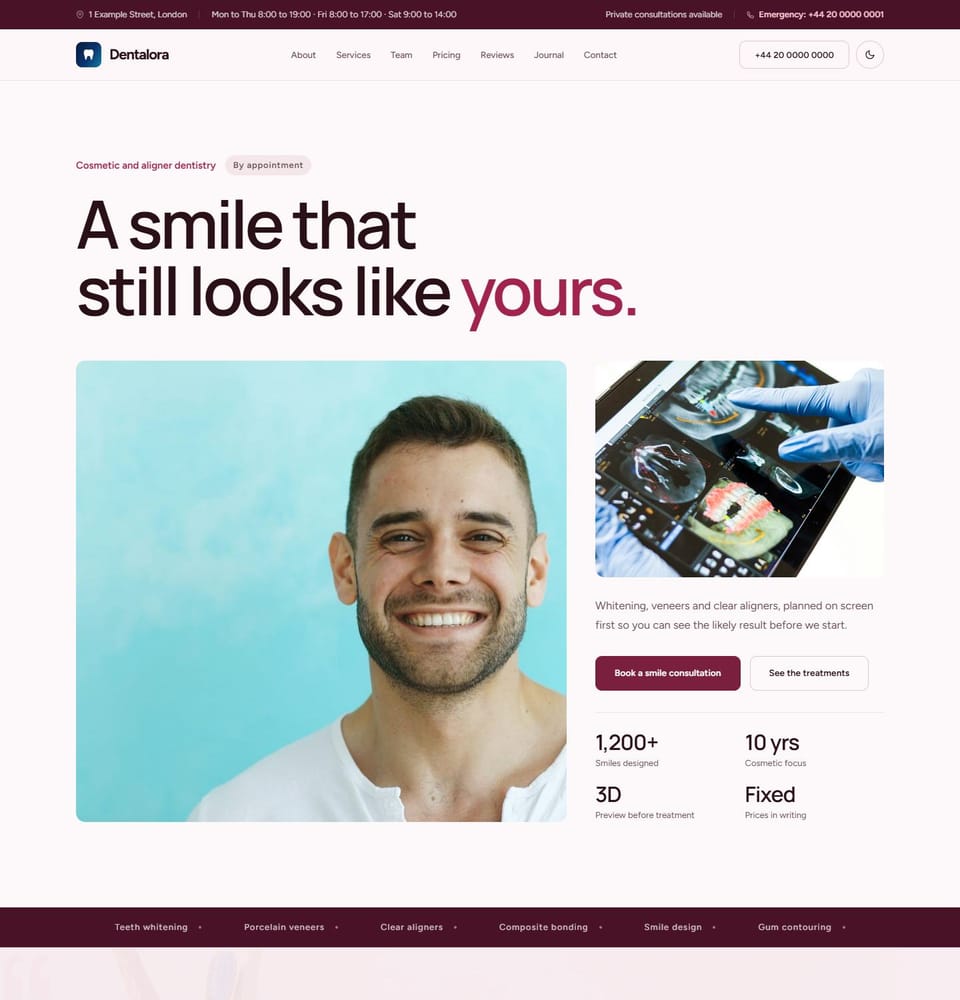 1 Example Street, London
Mon to Thu 8:00 to 19:00 · Fri 8:00 to 17:00 · Sat 9:00 to 14:00
Private consultations available
Emergency: +44 20 0000 0001
Dentalora
About
Services
Team
Pricing
Reviews
Journal
Contact
+44 20 0000 0000
Cosmetic and aligner dentistry
By appointment
A smile that
still looks like yours.
Whitening, veneers and clear aligners, planned on screen
first so you can see the likely result before we start.
Book a smile consultation
See the treatments
1,200+
Smiles designed
10 yrs
Cosmetic focus
3D
Preview before treatment
Fixed
Prices in writing
Teeth whitening
Porcelain veneers
Clear aligners
Composite bonding
Smile design
Gum contouring